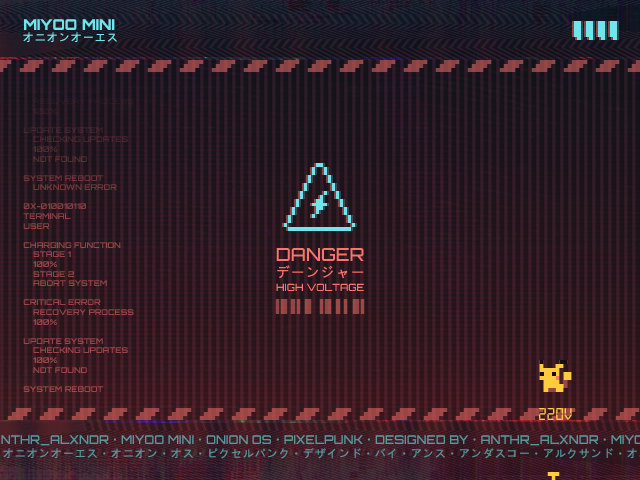 MIYOO MINI
オニオンオーエス
UPDATE SYSTEM
CHECKING UPDATES
100%
NOT FOUND
SYSTEM REBOOT
UNKNOWN ERROR
0X-010010110
TERMINAL
USER
CHARGING FUNCTION
STAGE 1
100%
STAGE 2
ABORT SYSTEM
CRITICAL ERROR
RECOVERY PROCESS
100%
UPDATE SYSTEM
CHECKING UPDATES
100%
NOT FOUND
SYSTEM REBOOT
DANGER
デーンジャー
HIGH VOLTAGE
220V
NTHR_ALXNDR · MIYOO MINI · ONION OS · PIXELPUNK · DESIGNED BY · ANTHR_ALXNDR · MIYO
オニオンオーエス · オニオン · オス · ピクセルパンク · デザインド · バイ · アンス · アンダスコー · アルクサンド · オ